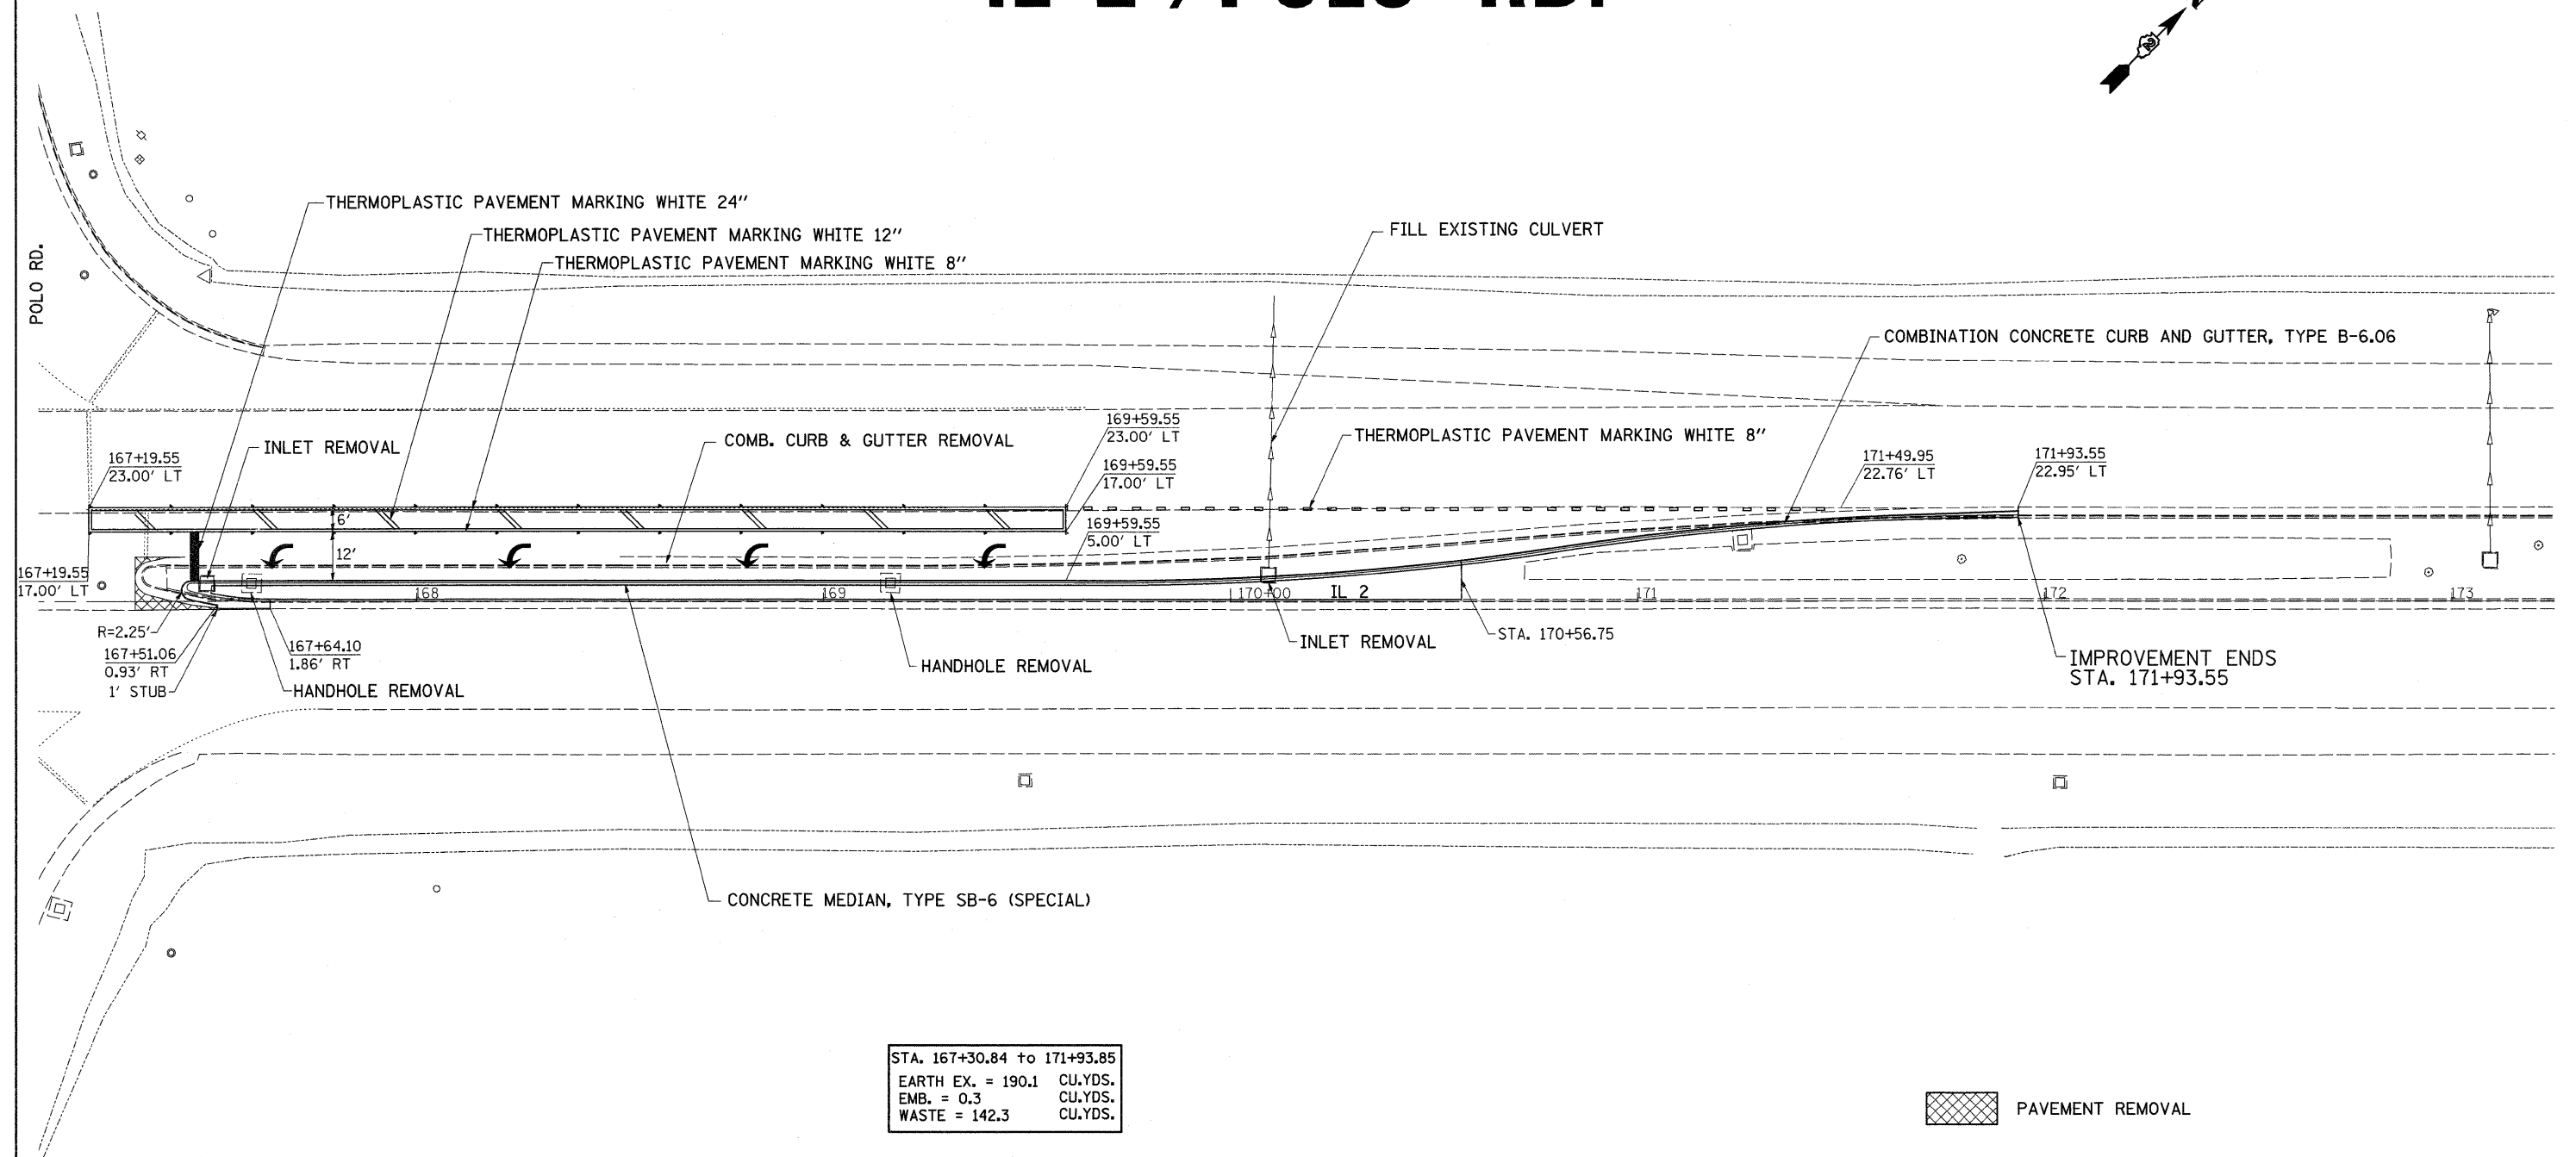 IL 2 / POLO RD.
2
THERMOPLASTIC PAVEMENT MARKING WHITE 24"
THERMOPLASTIC PAVEMENT MARKING WHITE 12"
THERMOPLASTIC PAVEMENT MARKING WHITE 8"
FILL EXISTING CULVERT
POLO RD.
COMBINATION CONCRETE CURB AND GUTTER, TYPE B-6.06
INLET REMOVAL
COMB. CURB & GUTTER REMOVAL
169+59.55
23.00' LT
THERMOPLASTIC PAVEMENT MARKING WHITE 8"
167+19.55
23.00' LT
169+59.55
17.00' LT
171+49.95
22.76' LT
171+93.55
22.95' LT
6'
169+59.55
5.00' LT
12'
167+19.55
17.00' LT
168
169
170+00
IL 2
171
172
173
R=2.25'
167+51.06
0.93' RT
1' STUB
167+64.10
1.86' RT
HANDHOLE REMOVAL
HANDHOLE REMOVAL
INLET REMOVAL
STA. 170+56.75
IMPROVEMENT ENDS
STA. 171+93.55
CONCRETE MEDIAN, TYPE SB-6 (SPECIAL)
STA. 167+30.84 to 171+93.85
EARTH EX. = 190.1 CU.YDS.
EMB. = 0.3 CU.YDS.
WASTE = 142.3 CU.YDS.
PAVEMENT REMOVAL